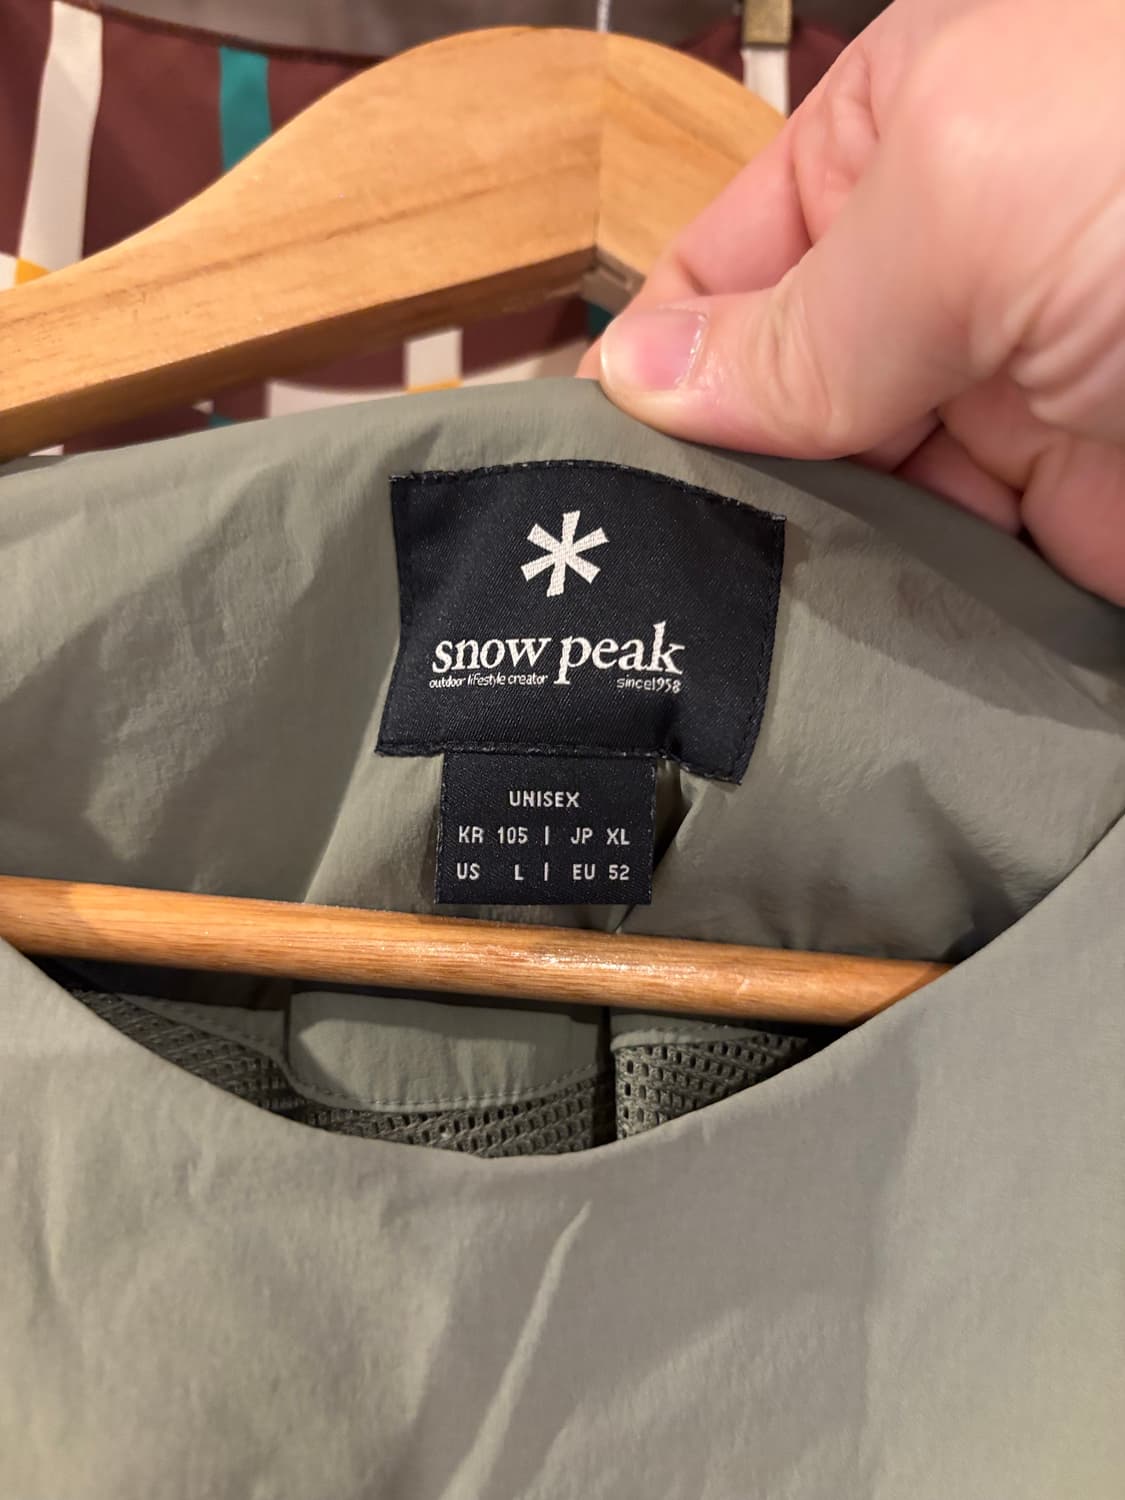 snow peak
outdoor lifestyle creator since1958
UNISEX
KR 105 | JP XL
US L | EU 52